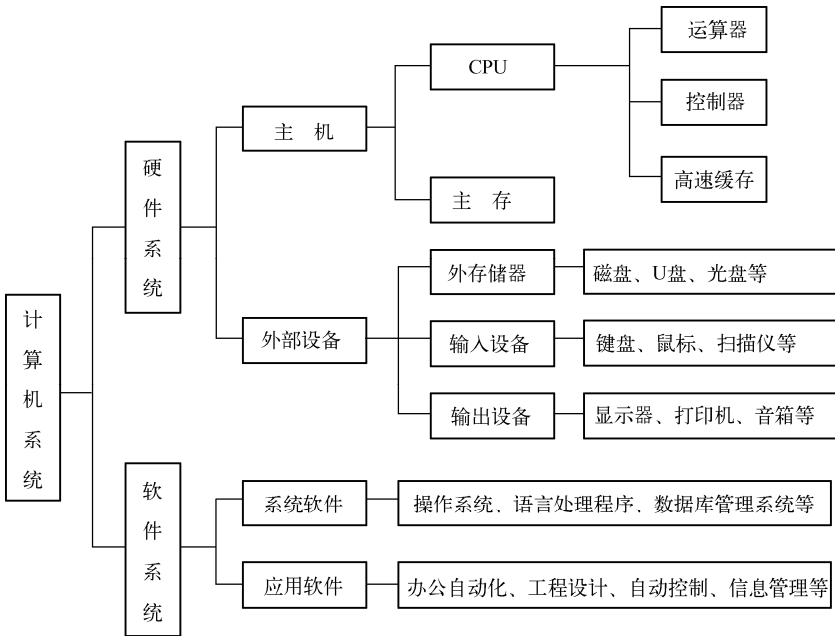 计算机系统
硬件系统
主 机
CPU
运算器
控制器
高速缓存
主 存
外部设备
外存储器
磁盘、U盘、光盘等
输入设备
键盘、鼠标、扫描仪等
输出设备
显示器、打印机、音箱等
软件系统
系统软件
操作系统、语言处理程序、数据库管理系统等
应用软件
办公自动化、工程设计、自动控制、信息管理等